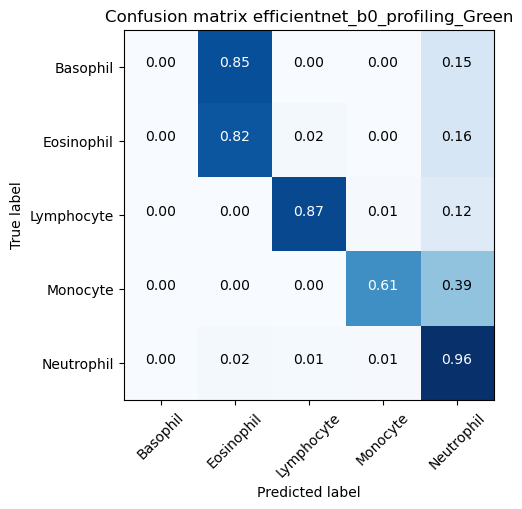 Confusion matrix efficientnet_b0_profiling_Green
True label
Basophil 0.00 0.85 0.00 0.00 0.15
Eosinophil 0.00 0.82 0.02 0.00 0.16
Lymphocyte 0.00 0.00 0.87 0.01 0.12
Monocyte 0.00 0.00 0.00 0.61 0.39
Neutrophil 0.00 0.02 0.01 0.01 0.96
Basophil Eosinophil Lymphocyte Monocyte Neutrophil
Predicted label